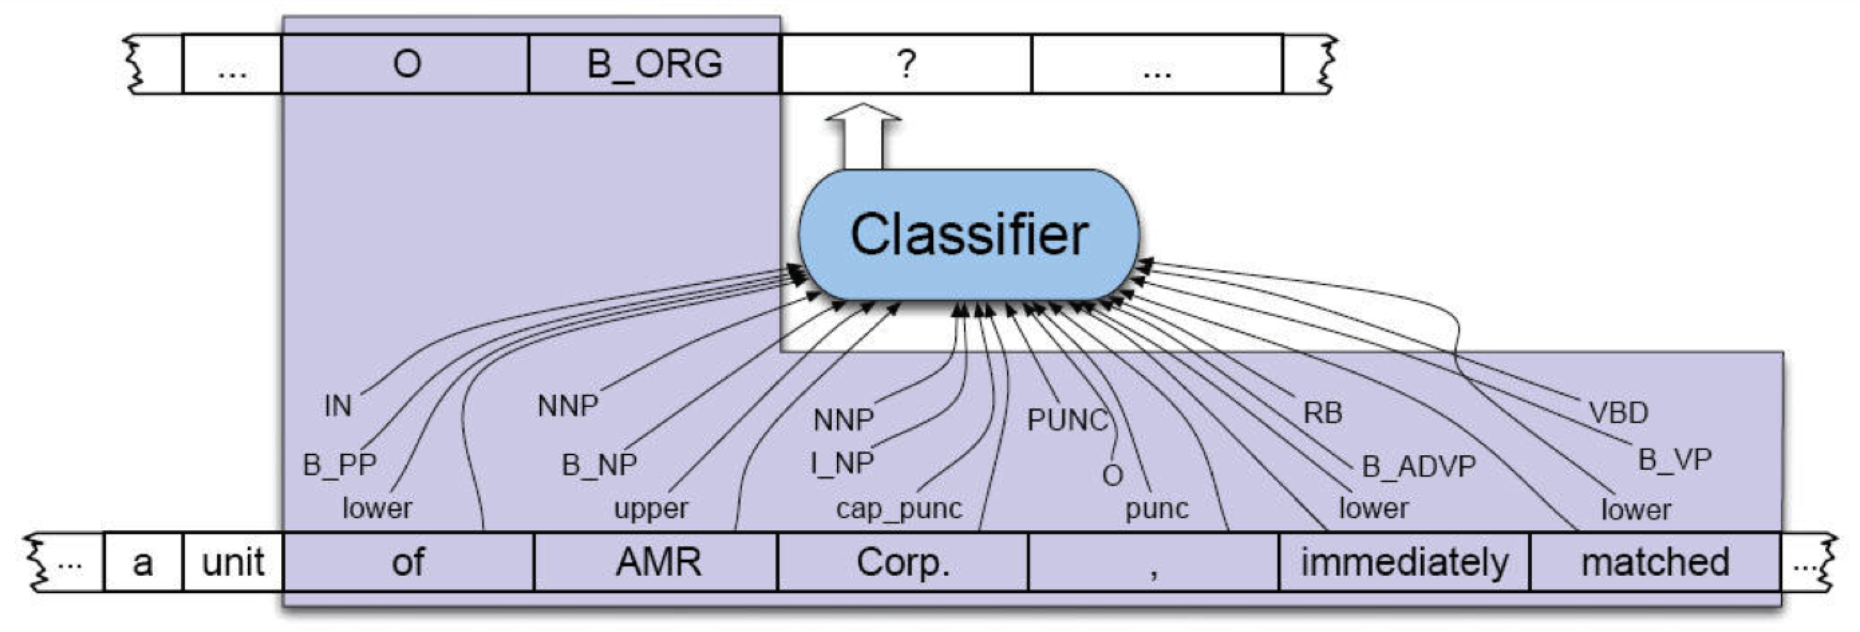 ... O B_ORG ? ...
Classifier
IN NNP NNP PUNC RB VBD
B_PP B_NP I_NP O B_ADVP B_VP
lower upper cap_punc punc lower lower
... a unit of AMR Corp. , immediately matched ...